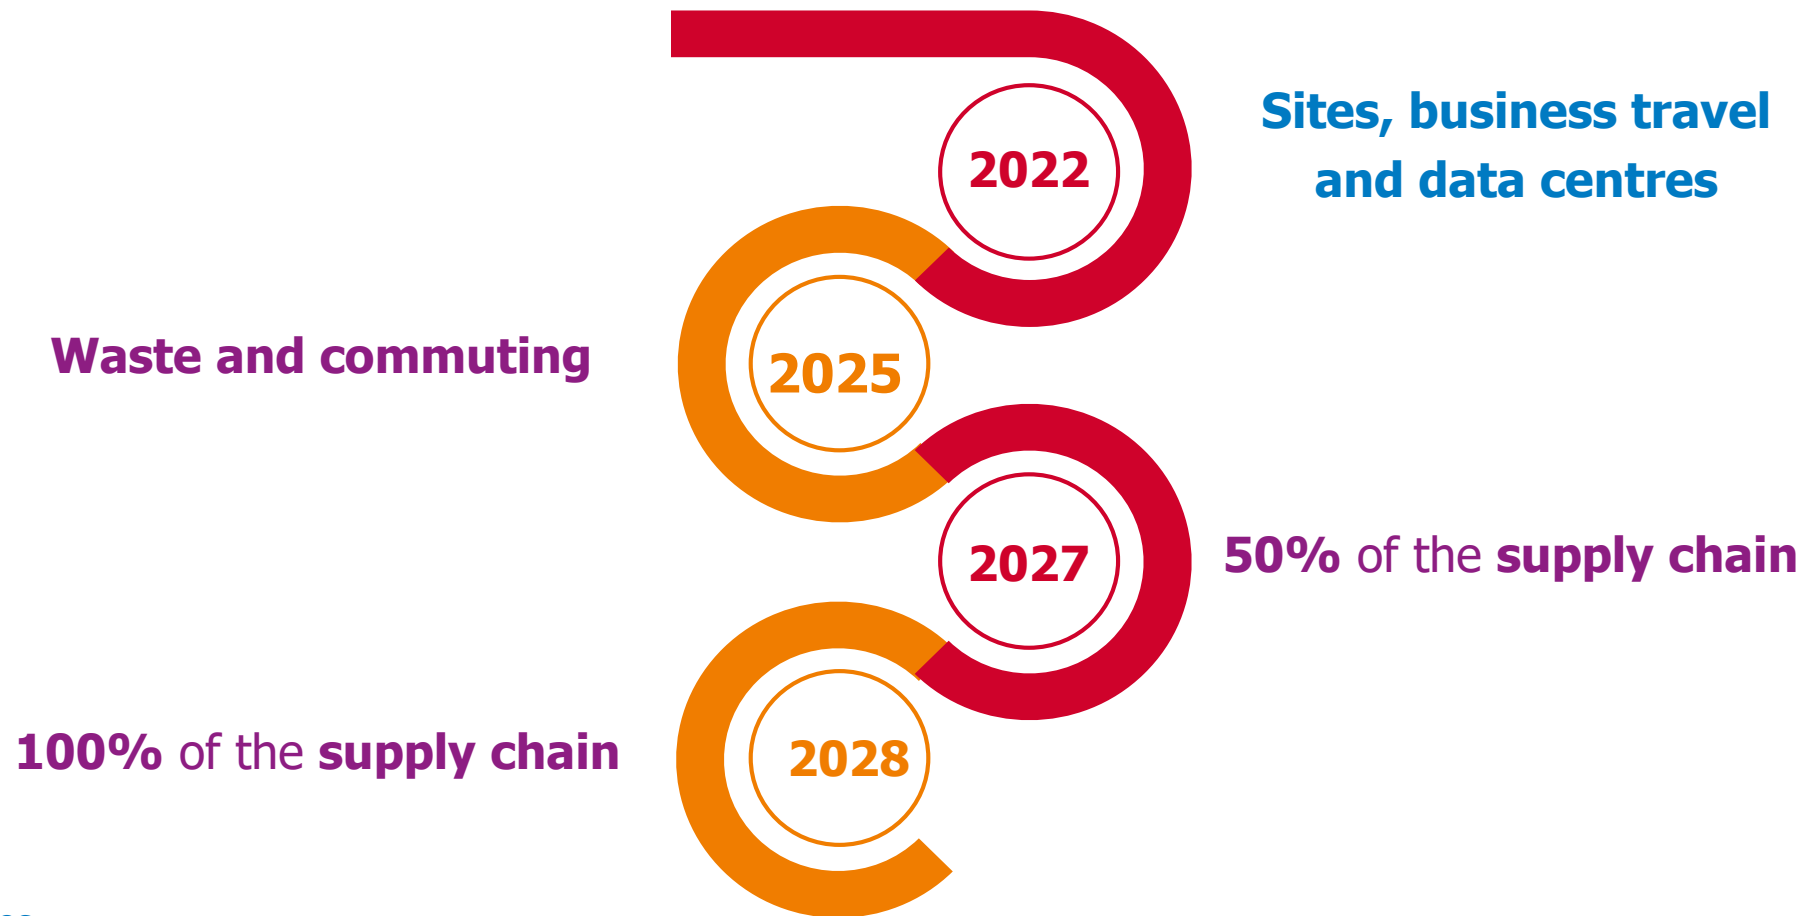 2022
Sites, business travel
and data centres
Waste and commuting
2025
2027
50% of the supply chain
100% of the supply chain
2028